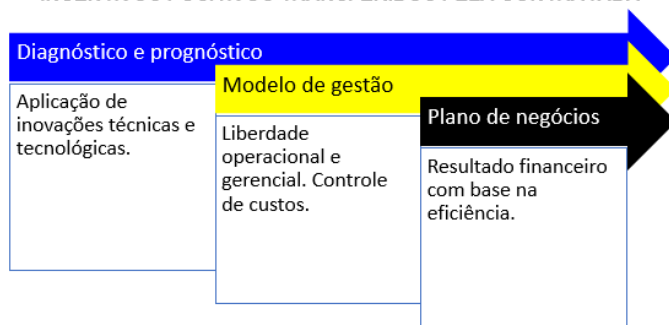 Diagnóstico e prognóstico
Aplicação de
inovações técnicas e
tecnológicas.
Modelo de gestão
Liberdade
operacional e
gerencial. Controle
de custos.
Plano de negócios
Resultado financeiro
com base na
eficiência.